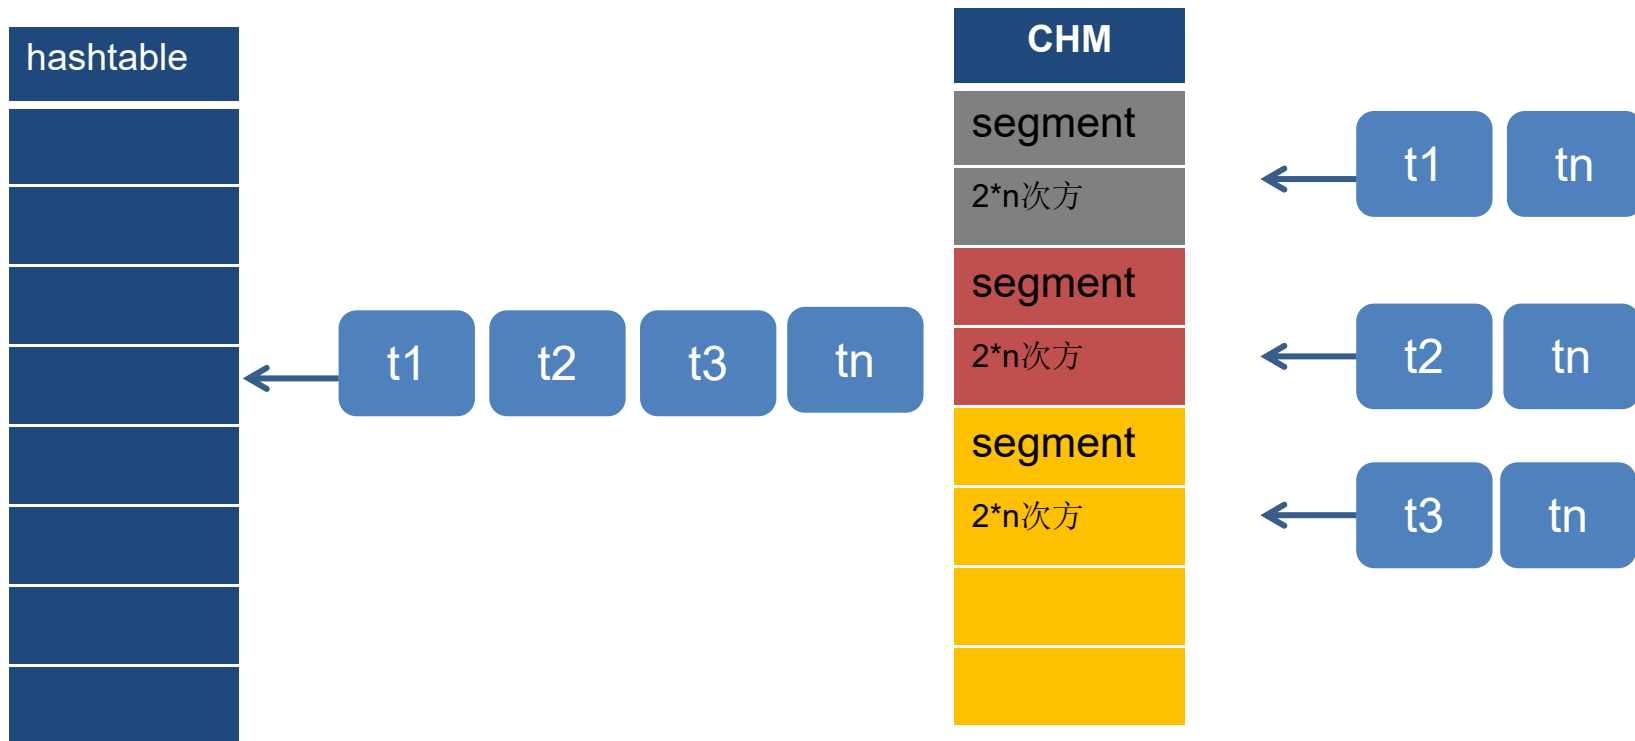 hashtable
t1
t2
t3
tn
CHM
segment
2*n次方
segment
2*n次方
segment
2*n次方
t1
tn
t2
tn
t3
tn